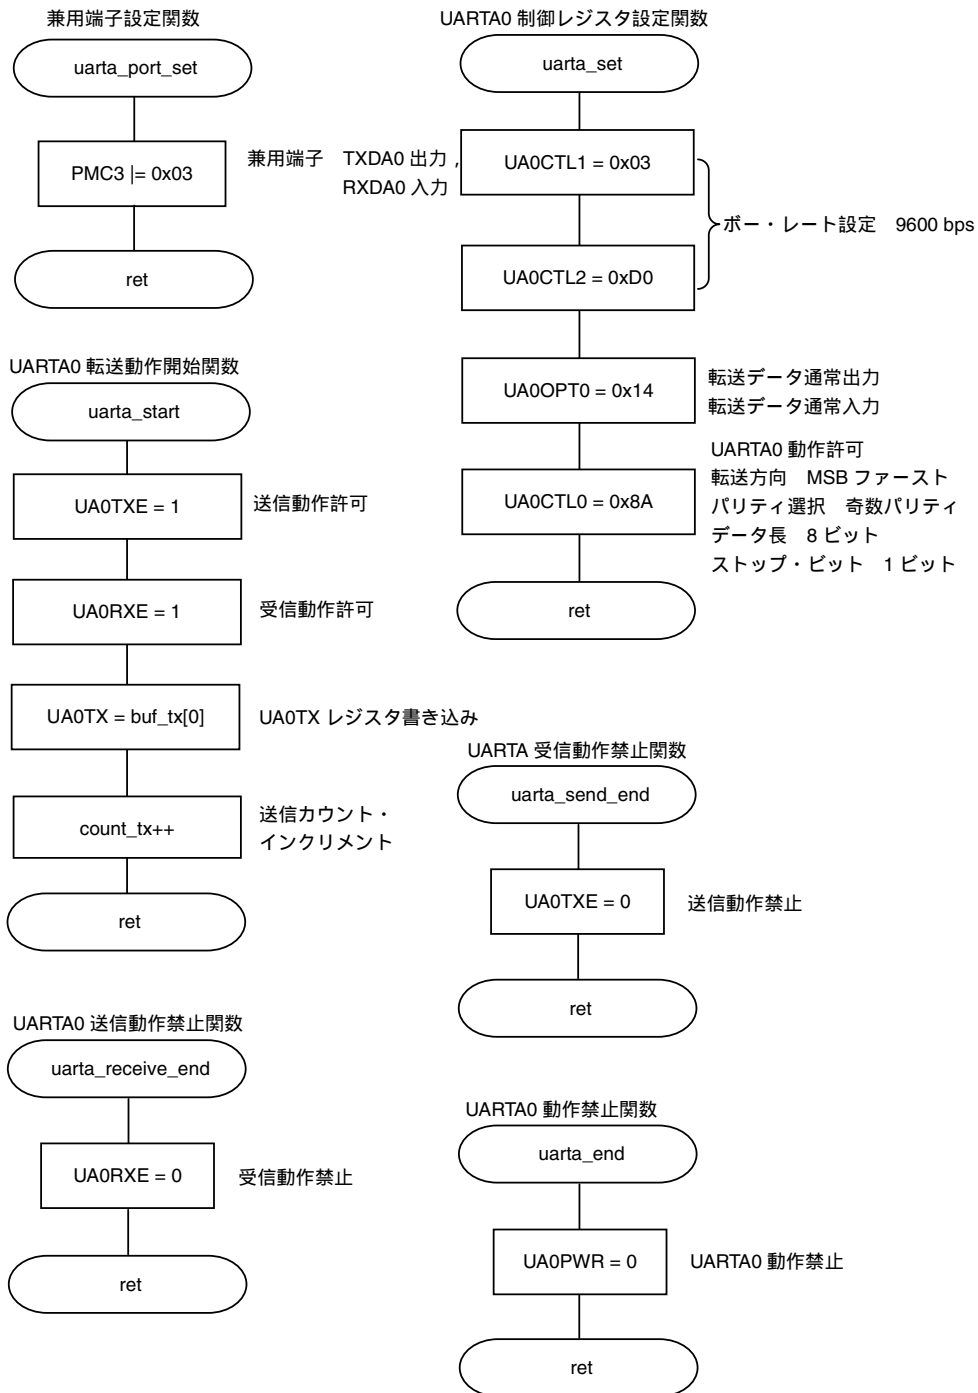 兼用端子設定関数
uarta_port_set
PMC3 |= 0x03
兼用端子 TXDA0 出力,
RXDA0 入力
ret
UARTA0 制御レジスタ設定関数
uarta_set
UA0CTL1 = 0x03
ボー・レート設定 9600 bps
UA0CTL2 = 0xD0
UA0OPT0 = 0x14
転送データ通常出力
転送データ通常入力
UA0CTL0 = 0x8A
UARTA0 動作許可
転送方向 MSB ファースト
パリティ選択 奇数パリティ
データ長 8 ビット
ストップ・ビット 1 ビット
ret
UARTA0 転送動作開始関数
uarta_start
UA0TXE = 1
送信動作許可
UA0RXE = 1
受信動作許可
UA0TX = buf_tx[0]
UA0TX レジスタ書き込み
count_tx++
送信カウント・
インクリメント
ret
UARTA 受信動作禁止関数
uarta_send_end
UA0TXE = 0
送信動作禁止
ret
UARTA0 送信動作禁止関数
uarta_receive_end
UA0RXE = 0
受信動作禁止
ret
UARTA0 動作禁止関数
uarta_end
UA0PWR = 0
UARTA0 動作禁止
ret